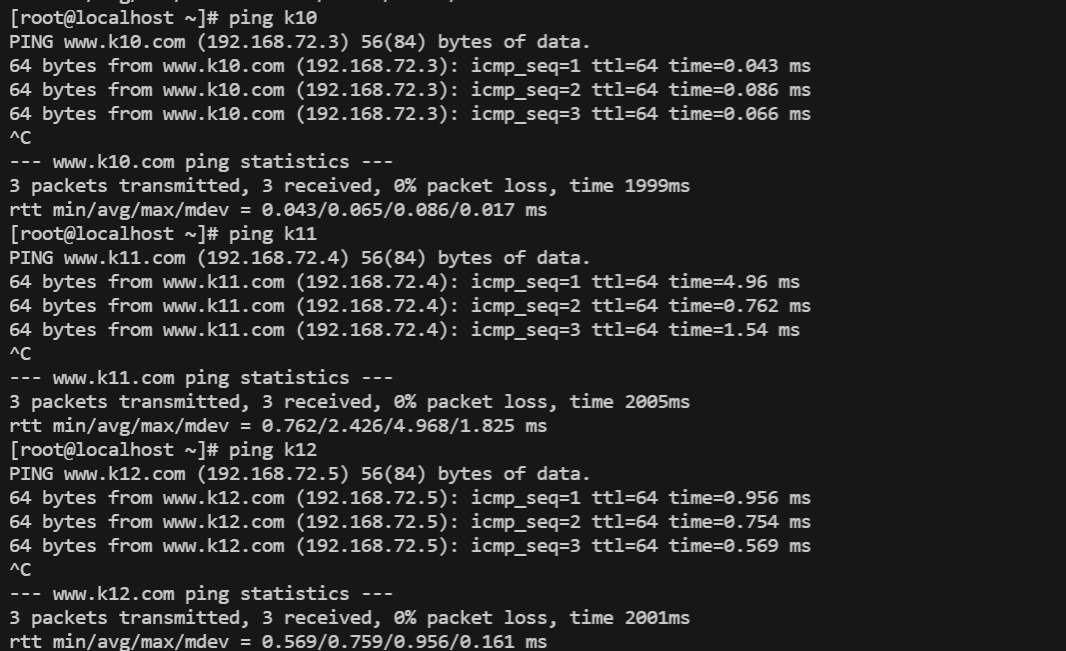 [root@localhost ~]# ping k10
PING www.k10.com (192.168.72.3) 56(84) bytes of data.
64 bytes from www.k10.com (192.168.72.3): icmp_seq=1 ttl=64 time=0.043 ms
64 bytes from www.k10.com (192.168.72.3): icmp_seq=2 ttl=64 time=0.086 ms
64 bytes from www.k10.com (192.168.72.3): icmp_seq=3 ttl=64 time=0.066 ms
^C
--- www.k10.com ping statistics ---
3 packets transmitted, 3 received, 0% packet loss, time 1999ms
rtt min/avg/max/mdev = 0.043/0.065/0.086/0.017 ms
[root@localhost ~]# ping k11
PING www.k11.com (192.168.72.4) 56(84) bytes of data.
64 bytes from www.k11.com (192.168.72.4): icmp_seq=1 ttl=64 time=4.96 ms
64 bytes from www.k11.com (192.168.72.4): icmp_seq=2 ttl=64 time=0.762 ms
64 bytes from www.k11.com (192.168.72.4): icmp_seq=3 ttl=64 time=1.54 ms
^C
--- www.k11.com ping statistics ---
3 packets transmitted, 3 received, 0% packet loss, time 2005ms
rtt min/avg/max/mdev = 0.762/2.426/4.968/1.825 ms
[root@localhost ~]# ping k12
PING www.k12.com (192.168.72.5) 56(84) bytes of data.
64 bytes from www.k12.com (192.168.72.5): icmp_seq=1 ttl=64 time=0.956 ms
64 bytes from www.k12.com (192.168.72.5): icmp_seq=2 ttl=64 time=0.754 ms
64 bytes from www.k12.com (192.168.72.5): icmp_seq=3 ttl=64 time=0.569 ms
^C
--- www.k12.com ping statistics ---
3 packets transmitted, 3 received, 0% packet loss, time 2001ms
rtt min/avg/max/mdev = 0.569/0.759/0.956/0.161 ms